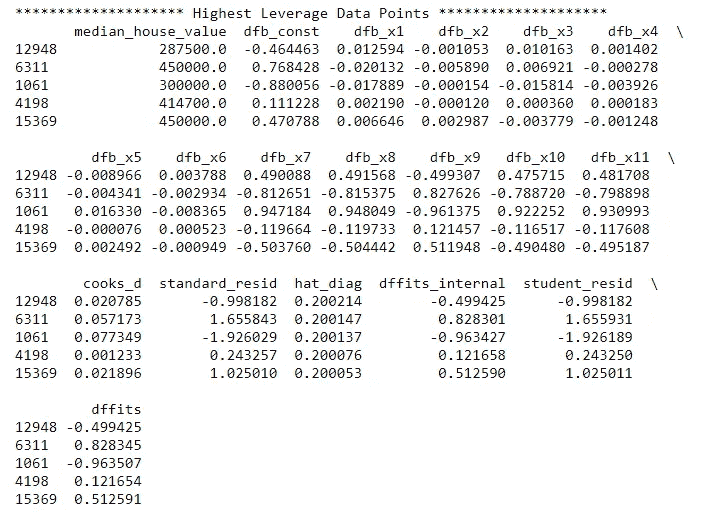 ******************** Highest Leverage Data Points ********************
median_house_value dfb_const dfb_x1 dfb_x2 dfb_x3 dfb_x4 \
12948 287500.0 -0.464463 0.012594 -0.001053 0.010163 0.001402
6311 450000.0 0.768428 -0.020132 -0.005890 0.006921 -0.000278
1061 300000.0 -0.880056 -0.017889 -0.000154 -0.015814 -0.003926
4198 414700.0 0.111228 0.002190 -0.000120 0.000360 0.000183
15369 450000.0 0.470788 0.006646 0.002987 -0.003779 -0.001248
dfb_x5 dfb_x6 dfb_x7 dfb_x8 dfb_x9 dfb_x10 dfb_x11 \
12948 -0.008966 0.003788 0.490088 0.491568 -0.499307 0.475715 0.481708
6311 -0.004341 -0.002934 -0.812651 -0.815375 0.827626 -0.788720 -0.798898
1061 0.016330 -0.008365 0.947184 0.948049 -0.961375 0.922252 0.930993
4198 -0.000076 0.000523 -0.119664 -0.119733 0.121457 -0.116517 -0.117608
15369 0.002492 -0.000949 -0.503760 -0.504442 0.511948 -0.490480 -0.495187
cooks_d standard_resid hat_diag dffits_internal student_resid \
12948 0.020785 -0.998182 0.200214 -0.499425 -0.998182
6311 0.057173 1.655843 0.200147 0.828301 1.655931
1061 0.077349 -1.926029 0.200137 -0.963427 -1.926189
4198 0.001233 0.243257 0.200076 0.121658 0.243250
15369 0.021896 1.025010 0.200053 0.512590 1.025011
dffits
12948 -0.499425
6311 0.828345
1061 -0.963507
4198 0.121654
15369 0.512591